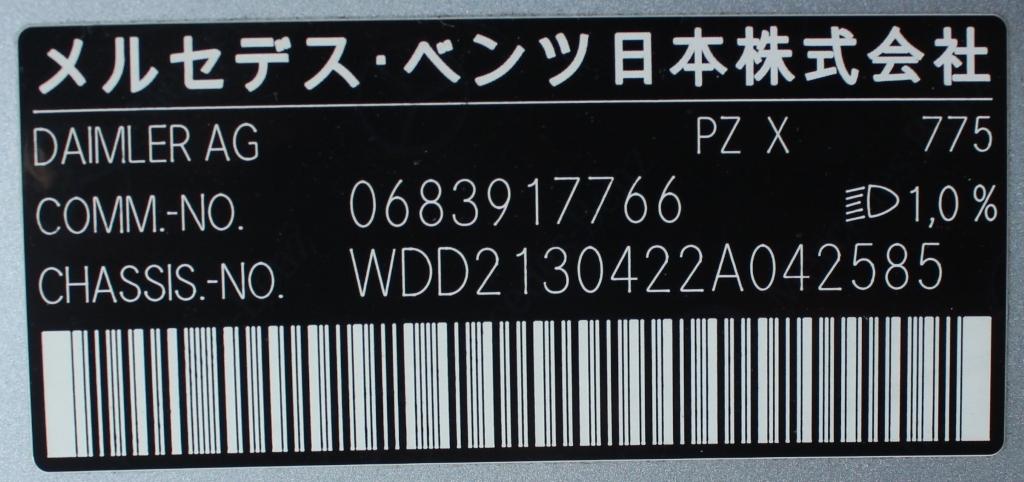 メルセデス・ベンツ日本株式会社
DAIMLER AG PZ X 775
COMM.-NO. 0683917766 1,0 %
CHASSIS.-NO. WDD2130422A042585